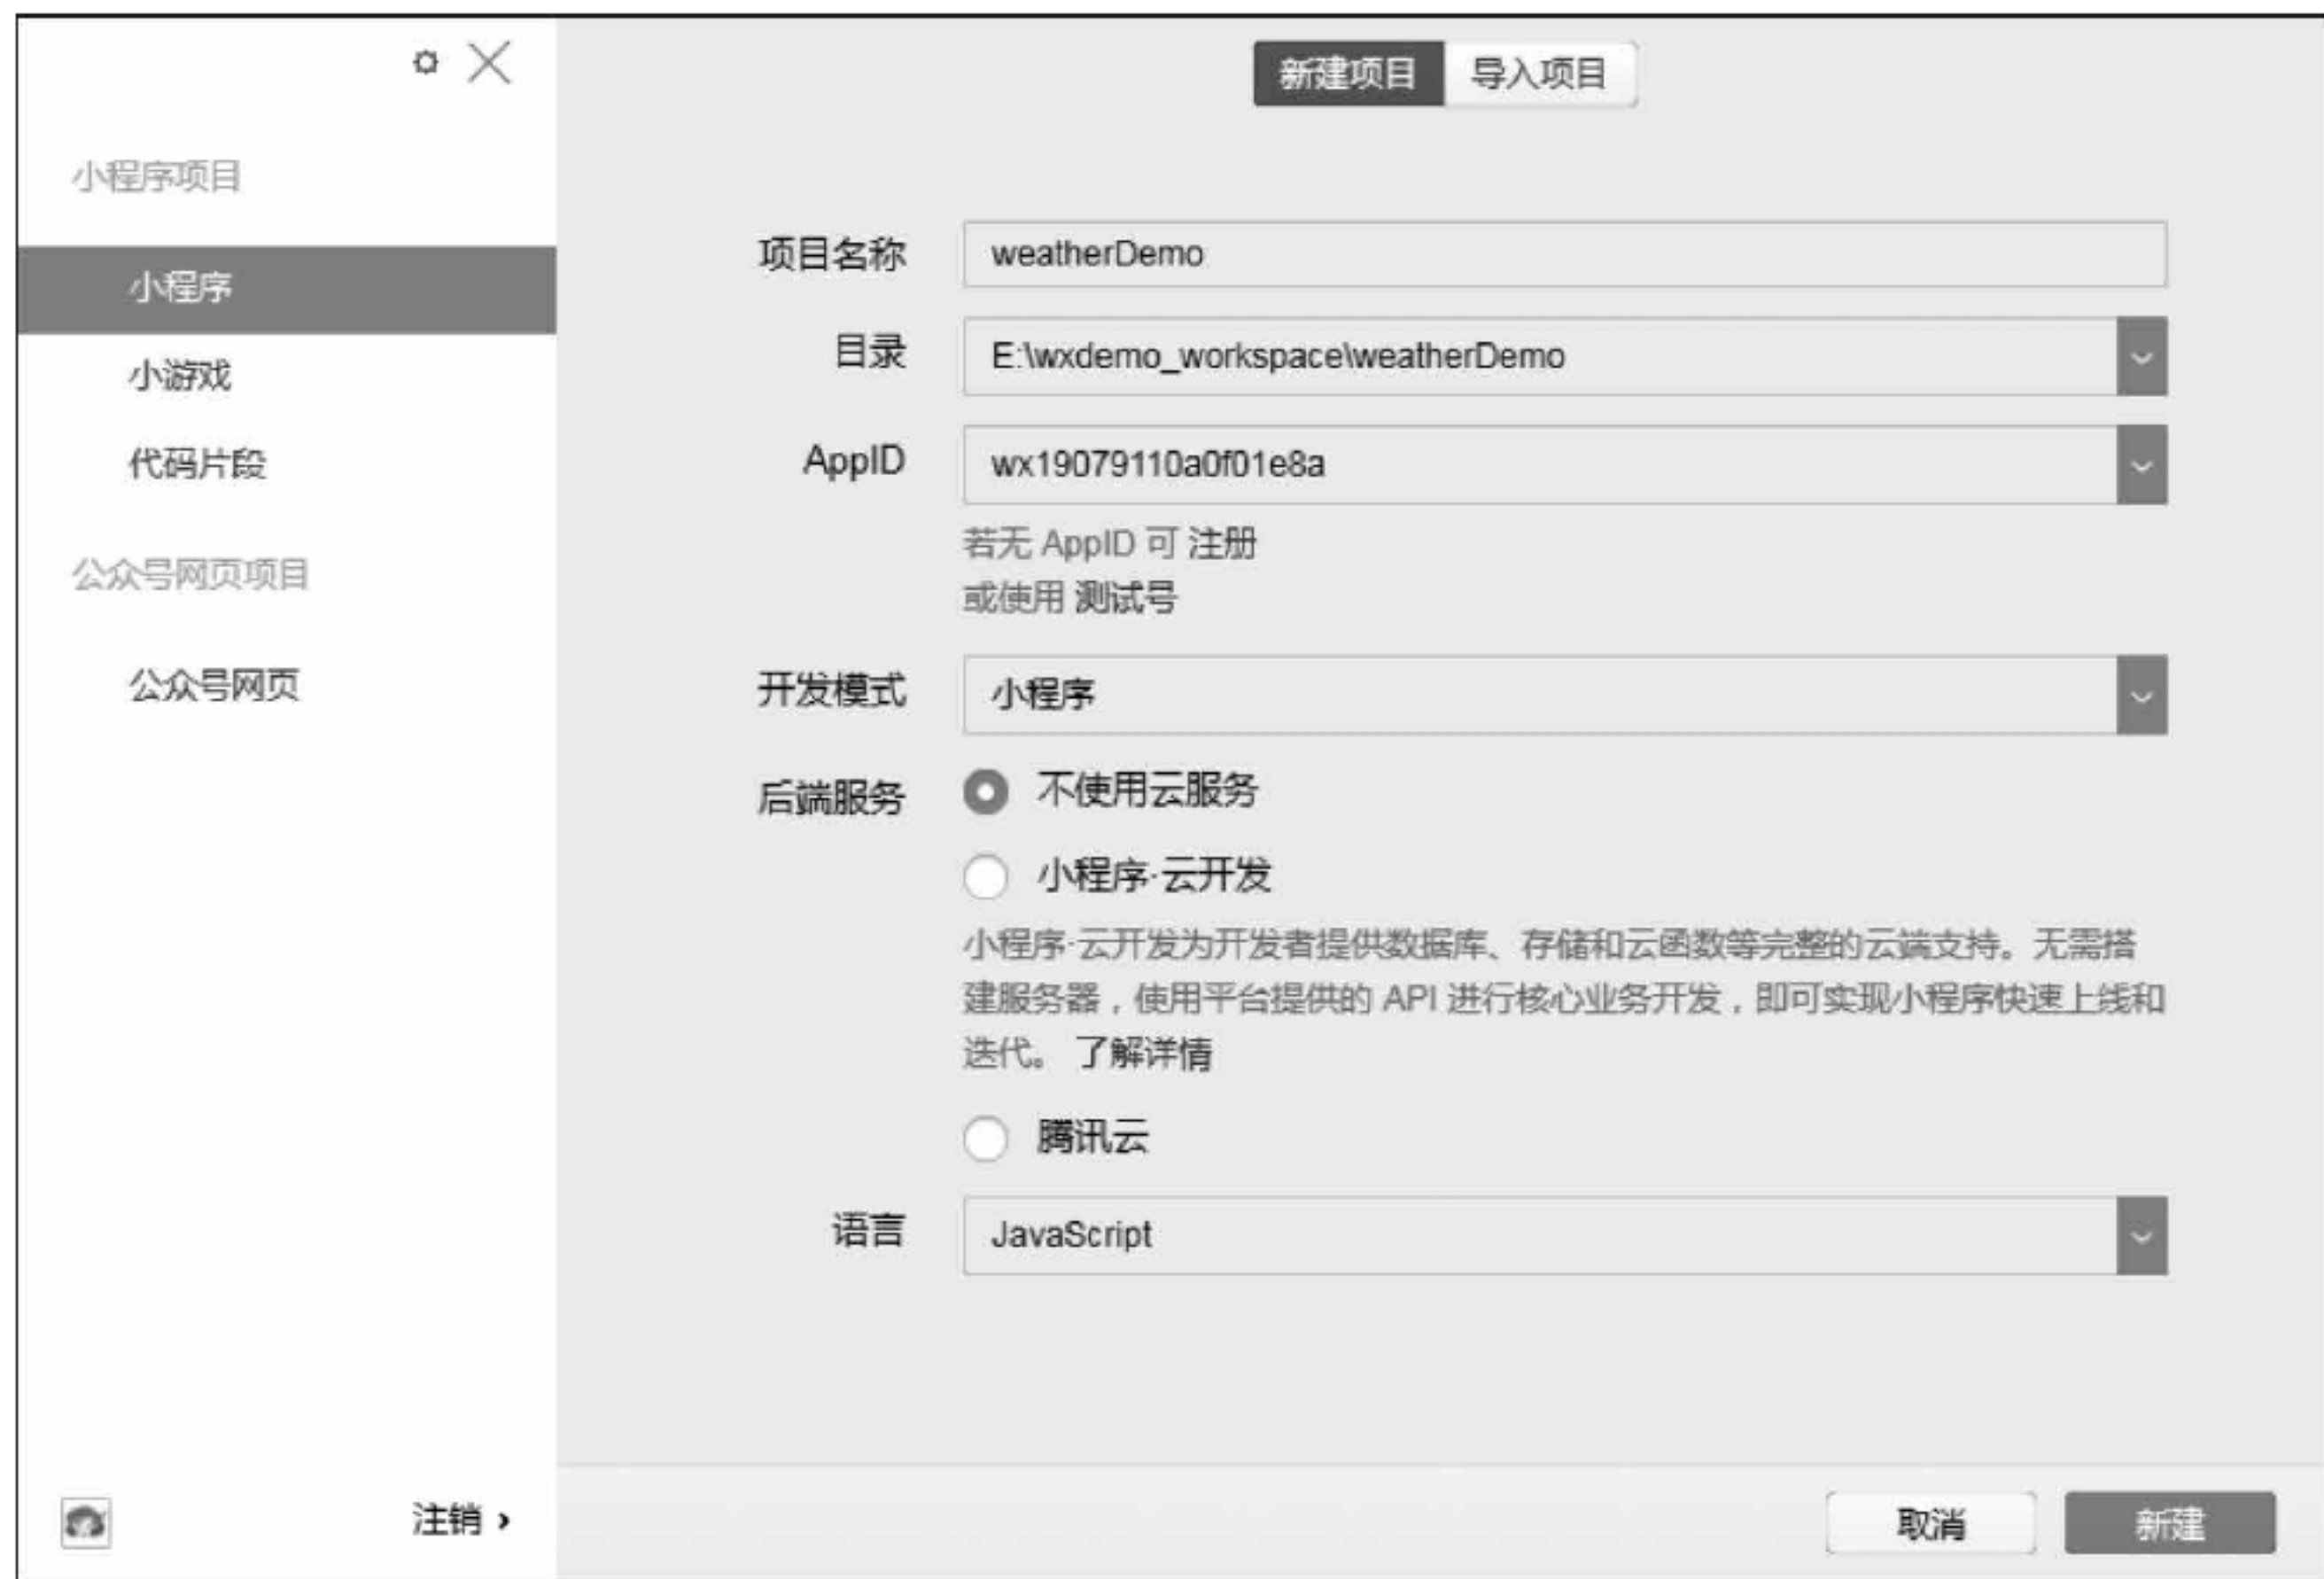 新建项目 导入项目
小程序项目
小程序
小游戏
代码片段
公众号网页项目
公众号网页
注销 ›
项目名称 weatherDemo
目录 E:\wxdemo_workspace\weatherDemo
AppID wx19079110a0f01e8a
若无 AppID 可 注册
或使用 测试号
开发模式 小程序
后端服务 不使用云服务
小程序·云开发
小程序·云开发为开发者提供数据库、存储和云函数等完整的云端支持。无需搭
建服务器，使用平台提供的 API 进行核心业务开发，即可实现小程序快速上线和
迭代。 了解详情
腾讯云
语言 JavaScript
取消 新建